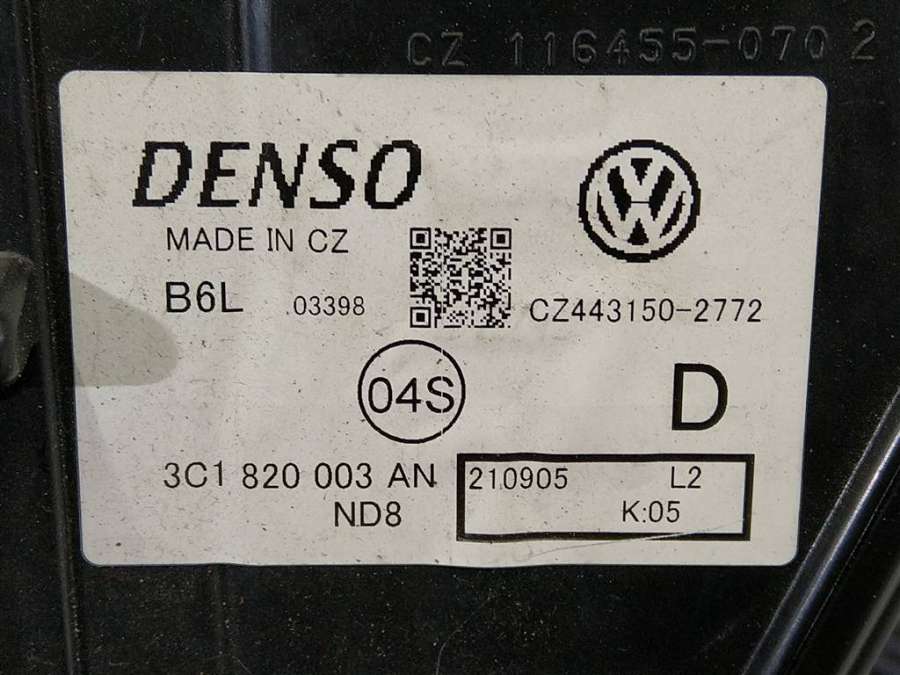 CZ 116455-070 2
DENSO
MADE IN CZ
B6L 03398
CZ443150-2772
04S
D
3C1 820 003 AN
ND8
210905 L2
K:05